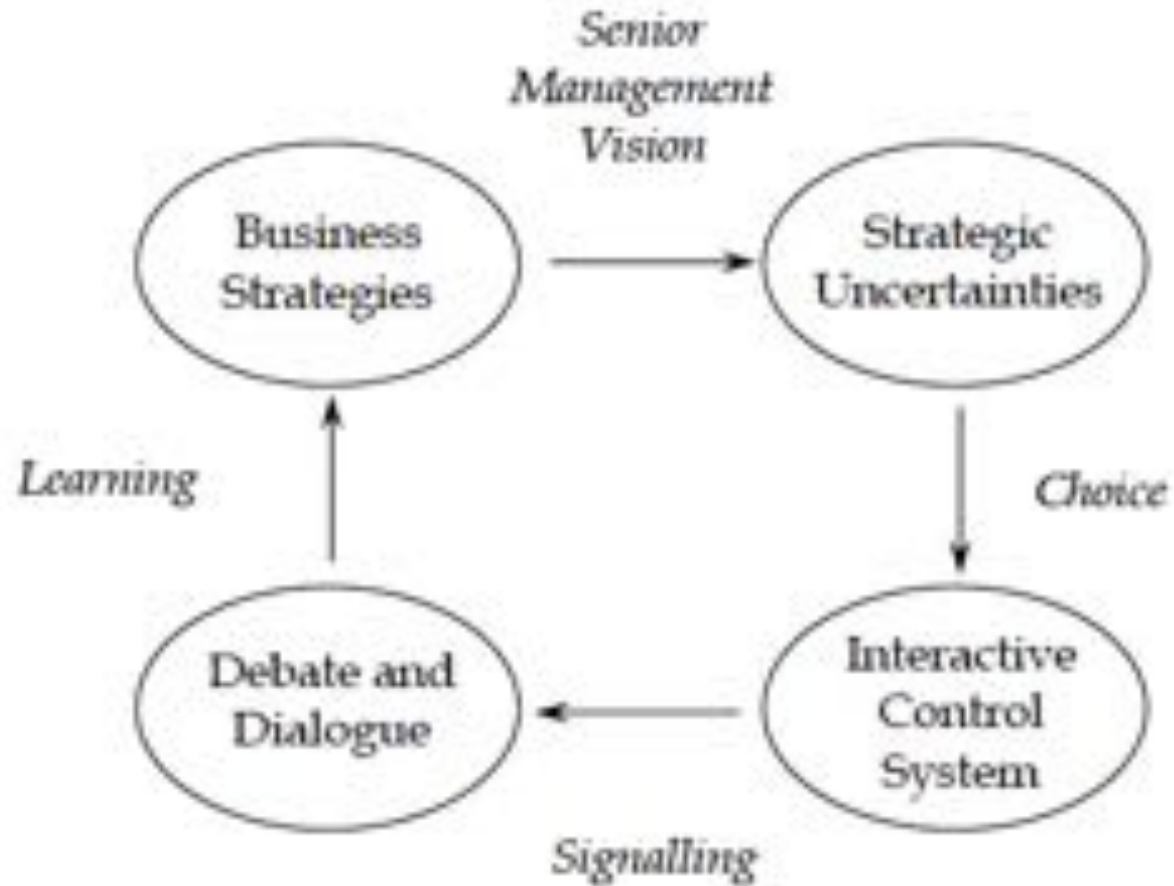 Senior
Management
Vision
Business
Strategies
Strategic
Uncertainties
Learning
Choice
Debate and
Dialogue
Interactive
Control
System
Signalling